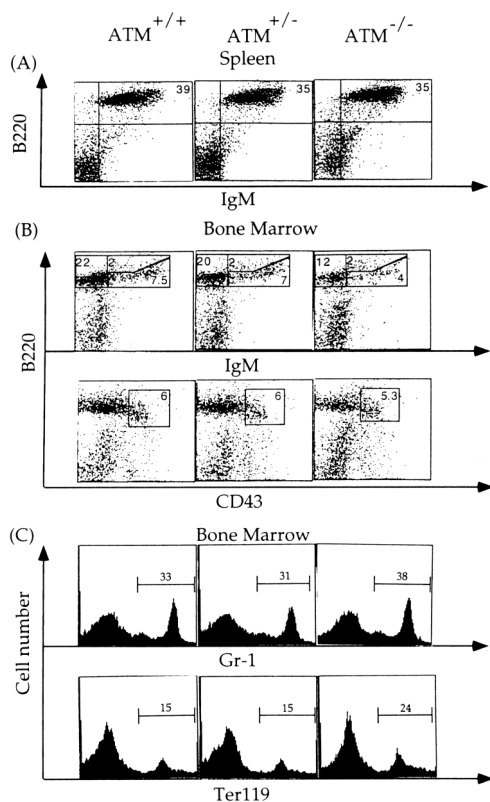 ATM+/+ ATM+/- ATM-/-
(A) Spleen
39 35 35
B220
IgM
(B) Bone Marrow
22 2 7.5 20 2 7 12 2 4
IgM
B220
6 6 5.3
CD43
(C) Bone Marrow
33 31 38
Gr-1
Cell number
15 15 24
Ter119